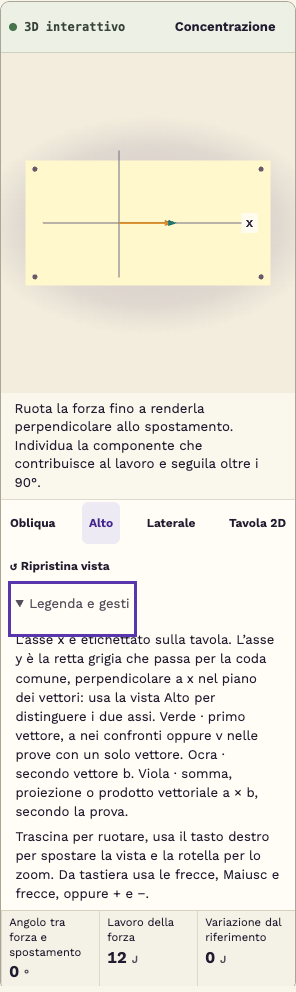 3D interattivo Concentrazione
x
Ruota la forza fino a renderla
perpendicolare allo spostamento.
Individua la componente che
contribuisce al lavoro e seguila oltre i
90°.
Obliqua Alto Laterale Tavola 2D
↺ Ripristina vista
▼ Legenda e gesti
L'asse x è etichettato sulla tavola. L'asse
y è la retta grigia che passa per la coda
comune, perpendicolare a x nel piano
dei vettori: usa la vista Alto per
distinguere i due assi. Verde · primo
vettore, a nei confronti oppure v nelle
prove con un solo vettore. Ocra ·
secondo vettore b. Viola · somma,
proiezione o prodotto vettoriale a × b,
secondo la prova.
Trascina per ruotare, usa il tasto destro
per spostare la vista e la rotella per lo
zoom. Da tastiera usa le frecce, Maiusc e
frecce, oppure + e −.
Angolo tra
forza e
spostamento
0 °
Lavoro della
forza
12 J
Variazione dal
riferimento
0 J